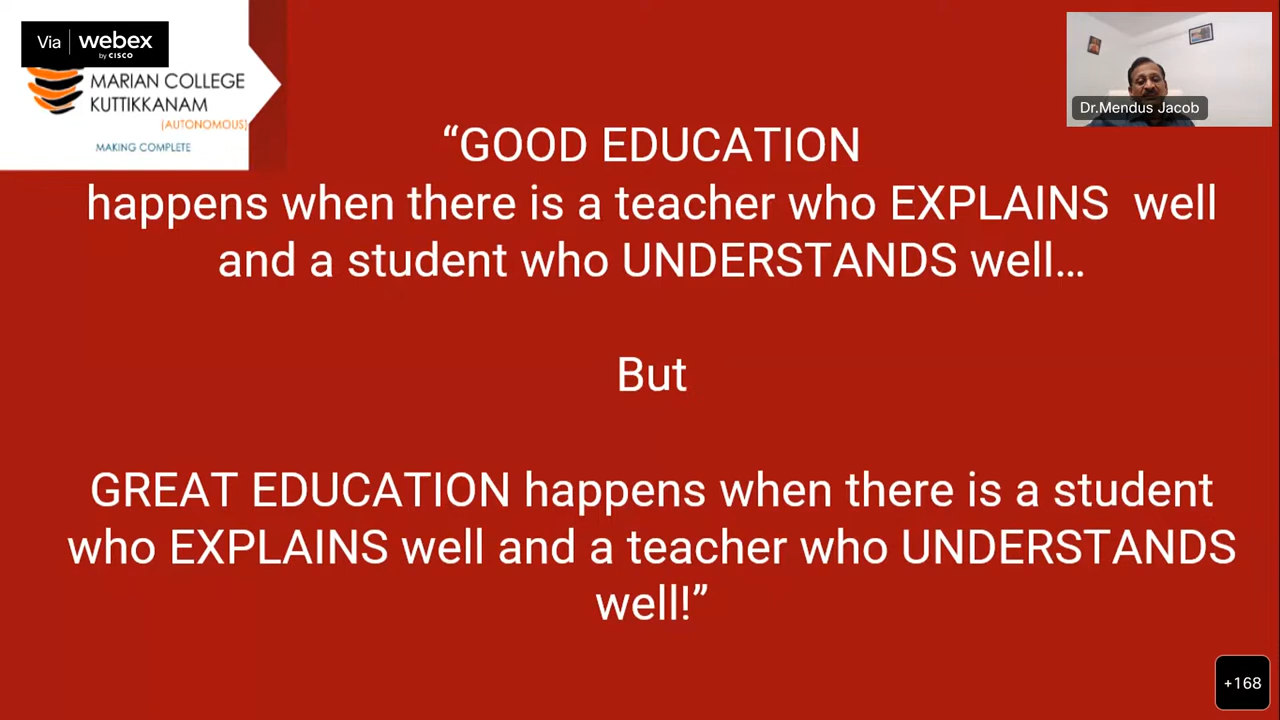 Via webex
by CISCO
MARIAN COLLEGE
KUTTIKKANAM
(AUTONOMOUS)
MAKING COMPLETE
Dr.Mendus Jacob
“GOOD EDUCATION
happens when there is a teacher who EXPLAINS well
and a student who UNDERSTANDS well...
But
GREAT EDUCATION happens when there is a student
who EXPLAINS well and a teacher who UNDERSTANDS
well!”
+168